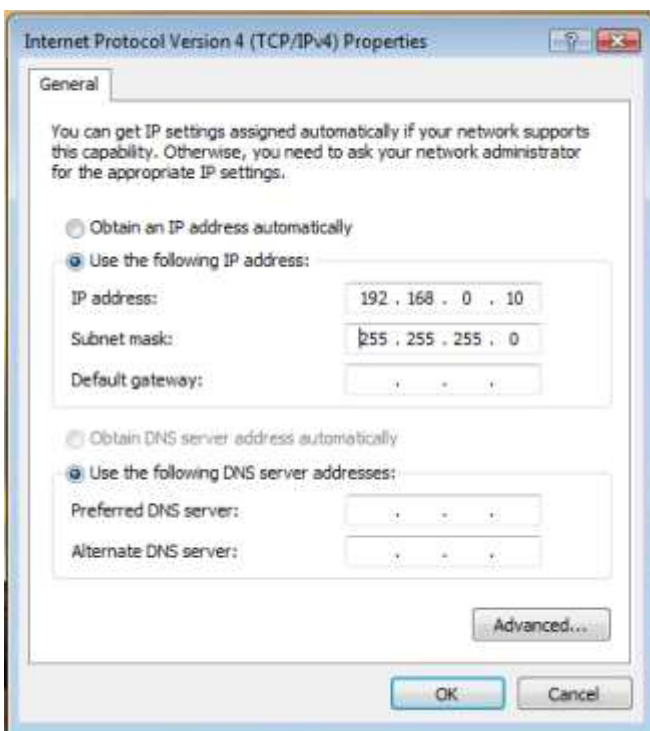 Internet Protocol Version 4 (TCP/IPv4) Properties
General
You can get IP settings assigned automatically if your network supports
this capability. Otherwise, you need to ask your network administrator
for the appropriate IP settings.
Obtain an IP address automatically
Use the following IP address:
IP address: 192 . 168 . 0 . 10
Subnet mask: 255 . 255 . 255 . 0
Default gateway: . . .
Obtain DNS server address automatically
Use the following DNS server addresses:
Preferred DNS server: . . .
Alternate DNS server: . . .
Advanced...
OK Cancel